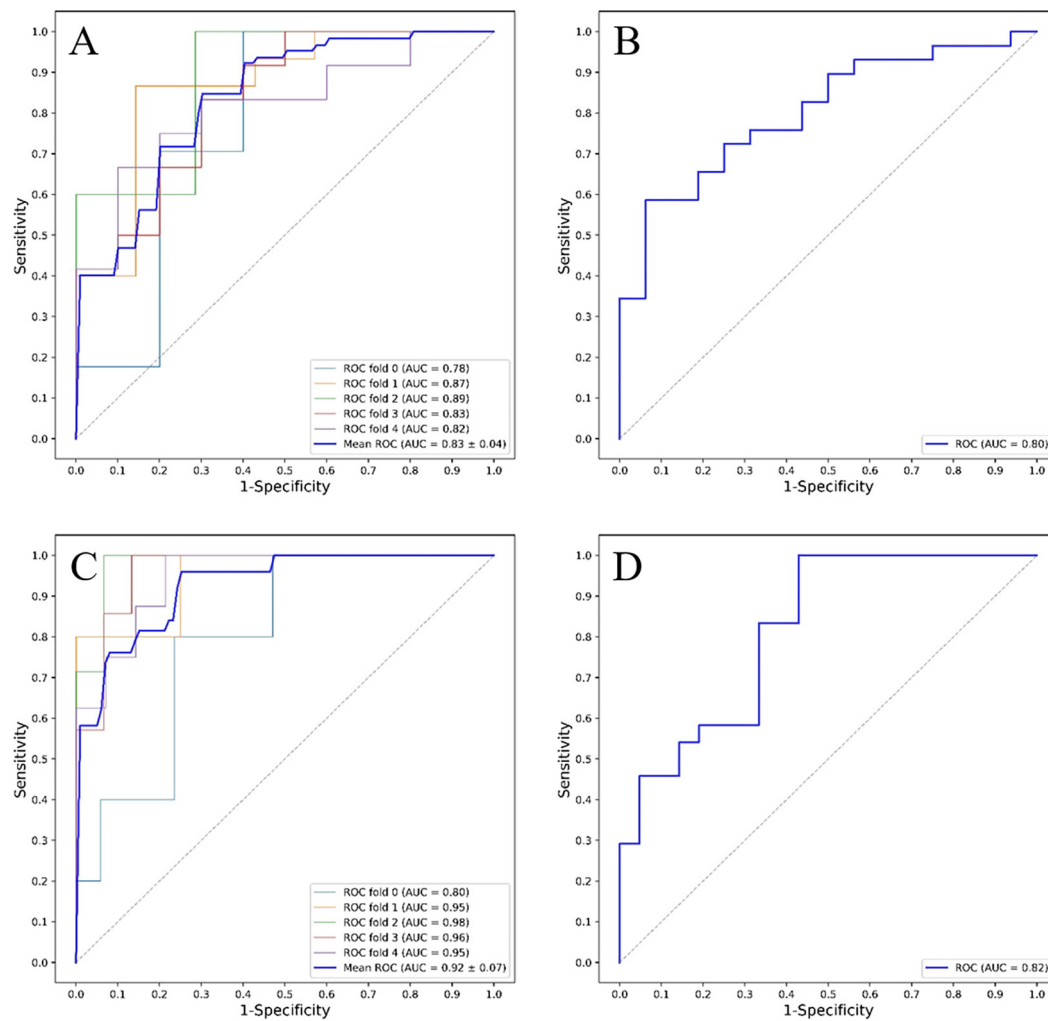 A
1.0
0.9
0.8
0.7
0.6
0.5
0.4
0.3
0.2
0.1
0.0
Sensitivity
ROC fold 0 (AUC = 0.78)
ROC fold 1 (AUC = 0.87)
ROC fold 2 (AUC = 0.89)
ROC fold 3 (AUC = 0.83)
ROC fold 4 (AUC = 0.82)
Mean ROC (AUC = 0.83 ± 0.04)
0.0 0.1 0.2 0.3 0.4 0.5 0.6 0.7 0.8 0.9 1.0
1-Specificity
B
1.0
0.9
0.8
0.7
0.6
0.5
0.4
0.3
0.2
0.1
0.0
Sensitivity
ROC (AUC = 0.80)
0.0 0.1 0.2 0.3 0.4 0.5 0.6 0.7 0.8 0.9 1.0
1-Specificity
C
1.0
0.9
0.8
0.7
0.6
0.5
0.4
0.3
0.2
0.1
0.0
Sensitivity
ROC fold 0 (AUC = 0.80)
ROC fold 1 (AUC = 0.95)
ROC fold 2 (AUC = 0.98)
ROC fold 3 (AUC = 0.96)
ROC fold 4 (AUC = 0.95)
Mean ROC (AUC = 0.92 ± 0.07)
0.0 0.1 0.2 0.3 0.4 0.5 0.6 0.7 0.8 0.9 1.0
1-Specificity
D
1.0
0.9
0.8
0.7
0.6
0.5
0.4
0.3
0.2
0.1
0.0
Sensitivity
ROC (AUC = 0.82)
0.0 0.1 0.2 0.3 0.4 0.5 0.6 0.7 0.8 0.9 1.0
1-Specificity